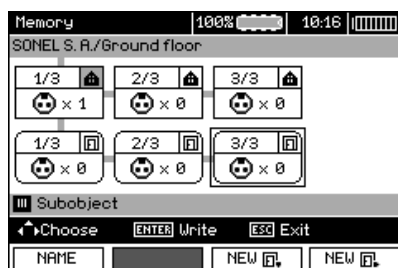 Memory 100% 10:16
SONEL S. A./Ground floor
1/3 2/3 3/3
x 1 x 0 x 0
1/3 2/3 3/3
x 0 x 0 x 0
Subobject
Choose ENTER Write ESC Exit
NAME NEW NEW